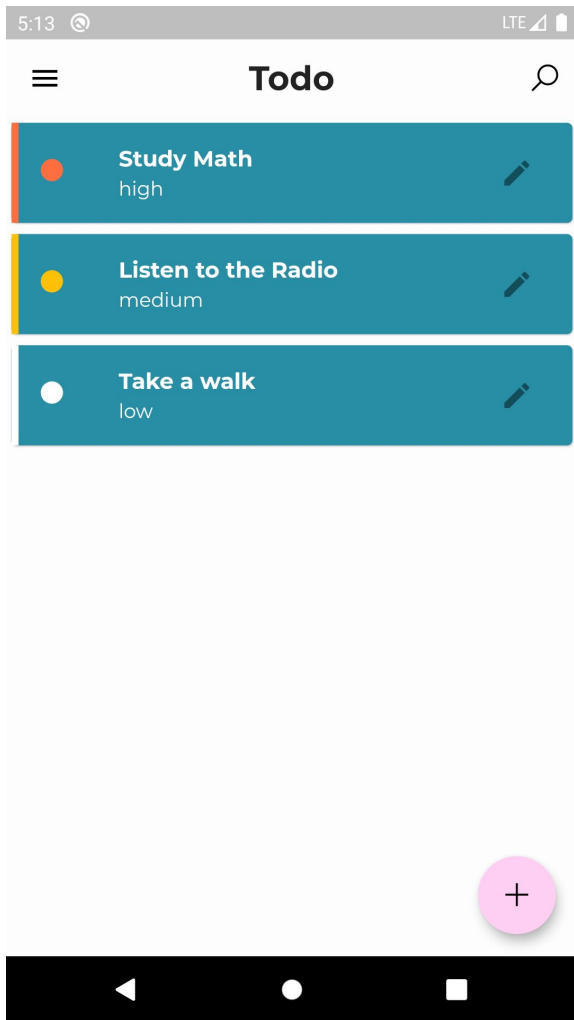 5:13 LTE
Todo
Study Math
high
Listen to the Radio
medium
Take a walk
low